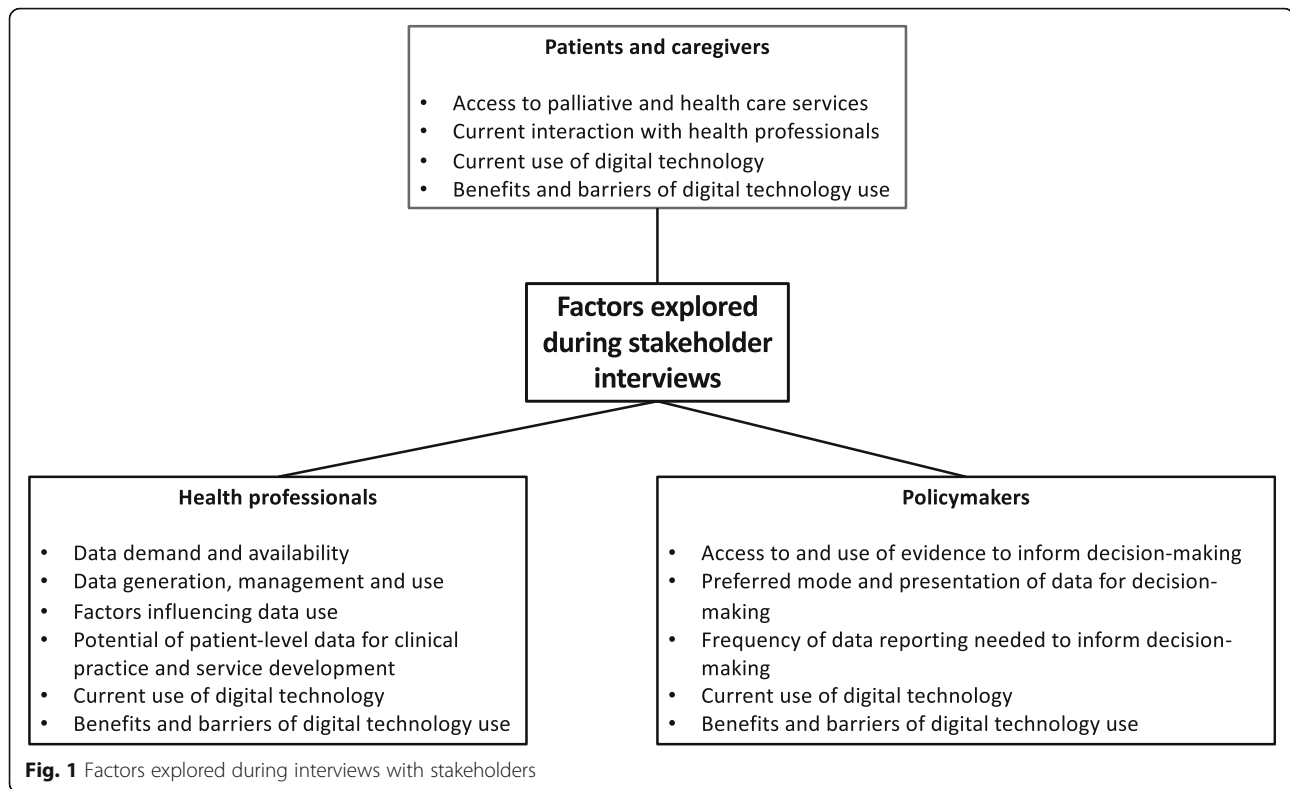 Patients and caregivers
• Access to palliative and health care services
• Current interaction with health professionals
• Current use of digital technology
• Benefits and barriers of digital technology use
Factors explored
during stakeholder
interviews
Health professionals
• Data demand and availability
• Data generation, management and use
• Factors influencing data use
• Potential of patient-level data for clinical
practice and service development
• Current use of digital technology
• Benefits and barriers of digital technology use
Policymakers
• Access to and use of evidence to inform decision-making
• Preferred mode and presentation of data for decision-
making
• Frequency of data reporting needed to inform decision-
making
• Current use of digital technology
• Benefits and barriers of digital technology use
Fig. 1 Factors explored during interviews with stakeholders